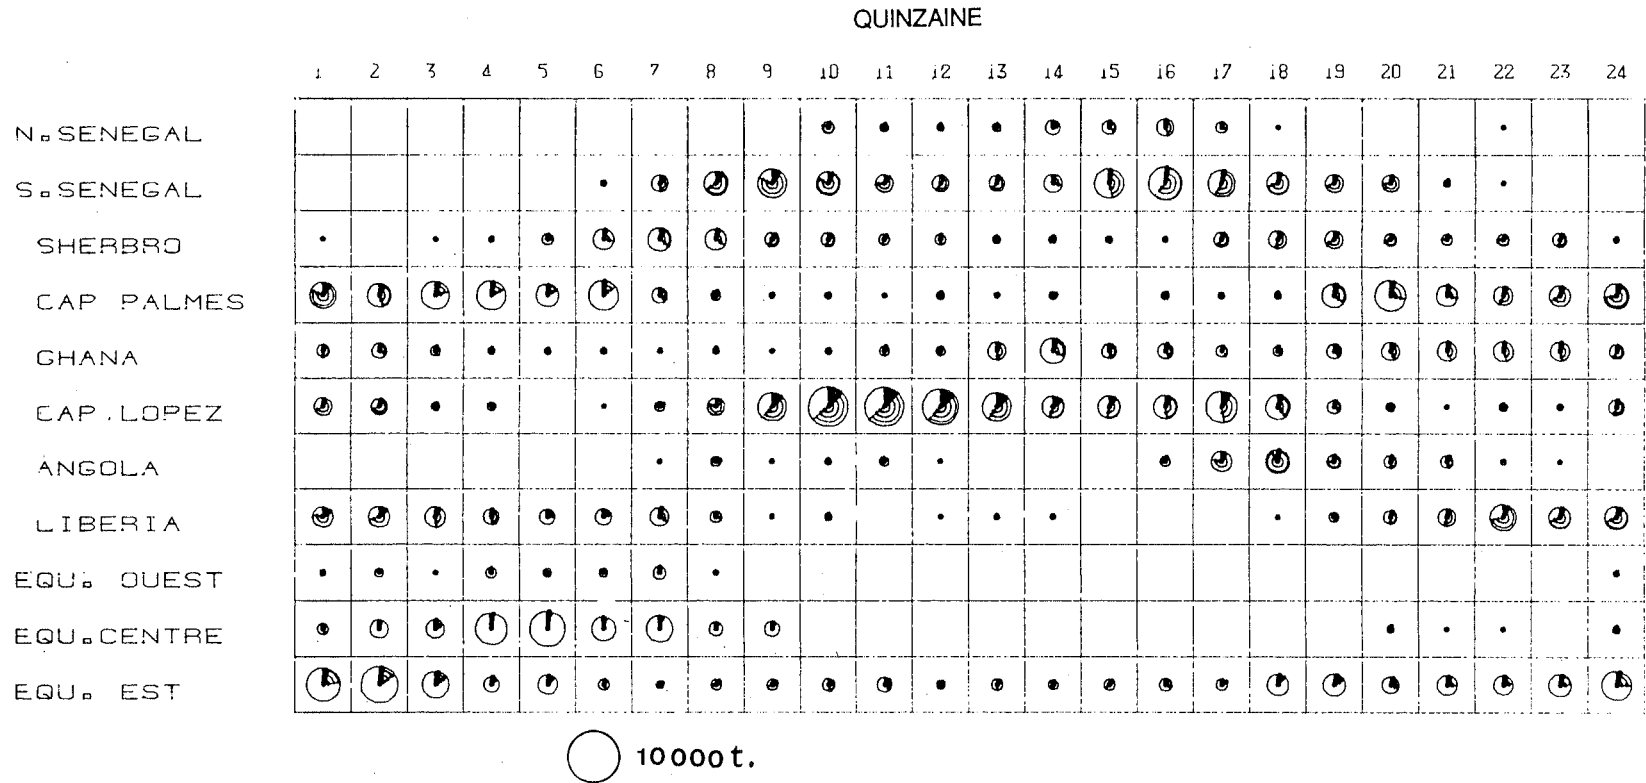 QUINZAINE
1 2 3 4 5 6 7 8 9 10 11 12 13 14 15 16 17 18 19 20 21 22 23 24
N.SENEGAL
S.SENEGAL
SHERBRO
CAP PALMES
GHANA
CAP.LOPEZ
ANGOLA
LIBERIA
EQU. OUEST
EQU.CENTRE
EQU. EST
10000t.